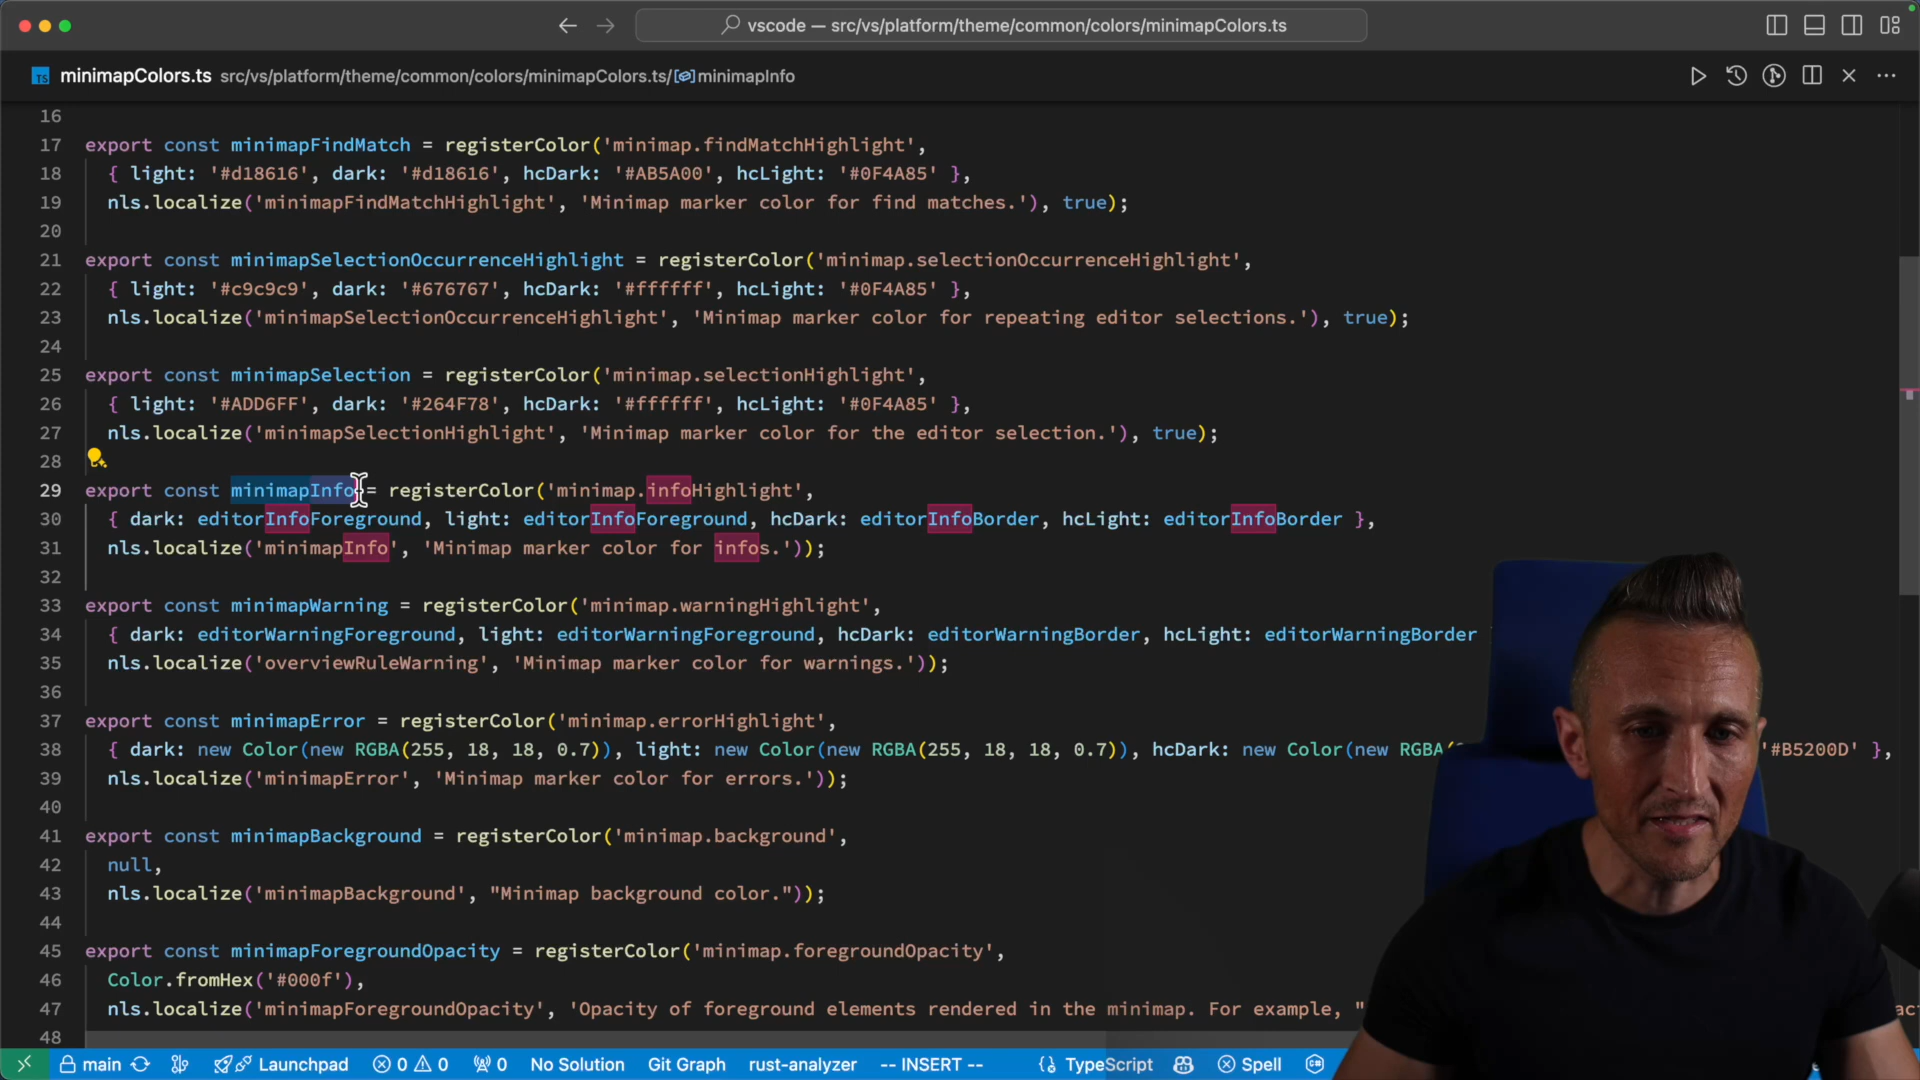 vscode — src/vs/platform/theme/common/colors/minimapColors.ts
TS minimapColors.ts src/vs/platform/theme/common/colors/minimapColors.ts/minimapInfo
16
17 export const minimapFindMatch = registerColor('minimap.findMatchHighlight',
18 { light: '#d18616', dark: '#d18616', hcDark: '#AB5A00', hcLight: '#0F4A85' },
19 nls.localize('minimapFindMatchHighlight', 'Minimap marker color for find matches.'), true);
20
21 export const minimapSelectionOccurrenceHighlight = registerColor('minimap.selectionOccurrenceHighlight',
22 { light: '#c9c9c9', dark: '#676767', hcDark: '#ffffff', hcLight: '#0F4A85' },
23 nls.localize('minimapSelectionOccurrenceHighlight', 'Minimap marker color for repeating editor selections.'), true);
24
25 export const minimapSelection = registerColor('minimap.selectionHighlight',
26 { light: '#ADD6FF', dark: '#264F78', hcDark: '#ffffff', hcLight: '#0F4A85' },
27 nls.localize('minimapSelectionHighlight', 'Minimap marker color for the editor selection.'), true);
28
29 export const minimapInfo = registerColor('minimap.infoHighlight',
30 { dark: editorInfoForeground, light: editorInfoForeground, hcDark: editorInfoBorder, hcLight: editorInfoBorder },
31 nls.localize('minimapInfo', 'Minimap marker color for infos.'));
32
33 export const minimapWarning = registerColor('minimap.warningHighlight',
34 { dark: editorWarningForeground, light: editorWarningForeground, hcDark: editorWarningBorder, hcLight: editorWarningBorder
35 nls.localize('overviewRuleWarning', 'Minimap marker color for warnings.'));
36
37 export const minimapError = registerColor('minimap.errorHighlight',
38 { dark: new Color(new RGBA(255, 18, 18, 0.7)), light: new Color(new RGBA(255, 18, 18, 0.7)), hcDark: new Color(new RGBA( '#B5200D' },
39 nls.localize('minimapError', 'Minimap marker color for errors.'));
40
41 export const minimapBackground = registerColor('minimap.background',
42 null,
43 nls.localize('minimapBackground', "Minimap background color."));
44
45 export const minimapForegroundOpacity = registerColor('minimap.foregroundOpacity',
46 Color.fromHex('#000f'),
47 nls.localize('minimapForegroundOpacity', 'Opacity of foreground elements rendered in the minimap. For example, "
48
main Launchpad 0 0 0 No Solution Git Graph rust-analyzer -- INSERT -- TypeScript Spell